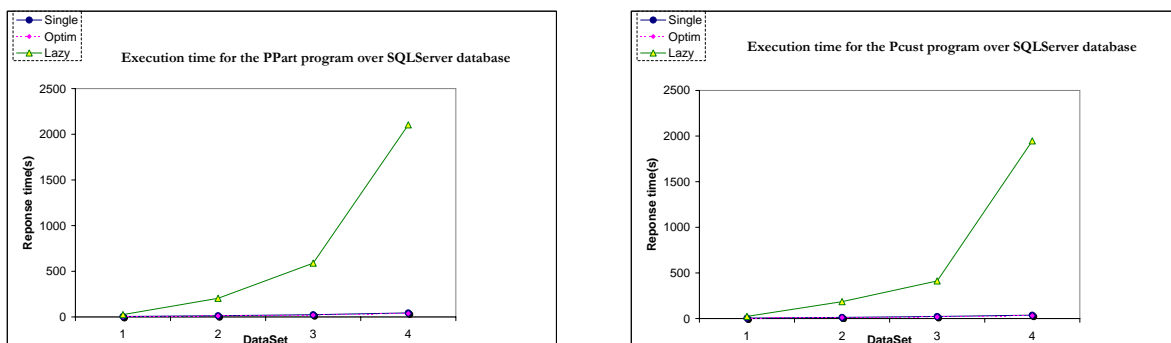 Single
Optim
Lazy
Execution time for the PPart program over SQLServer database
2500
2000
1500
1000
500
0
Reponse time(s)
1 2 3 4
DataSet
Single
Optim
Lazy
Execution time for the Pcust program over SQLServer database
2500
2000
1500
1000
500
0
Reponse time(s)
1 2 3 4
DataSet